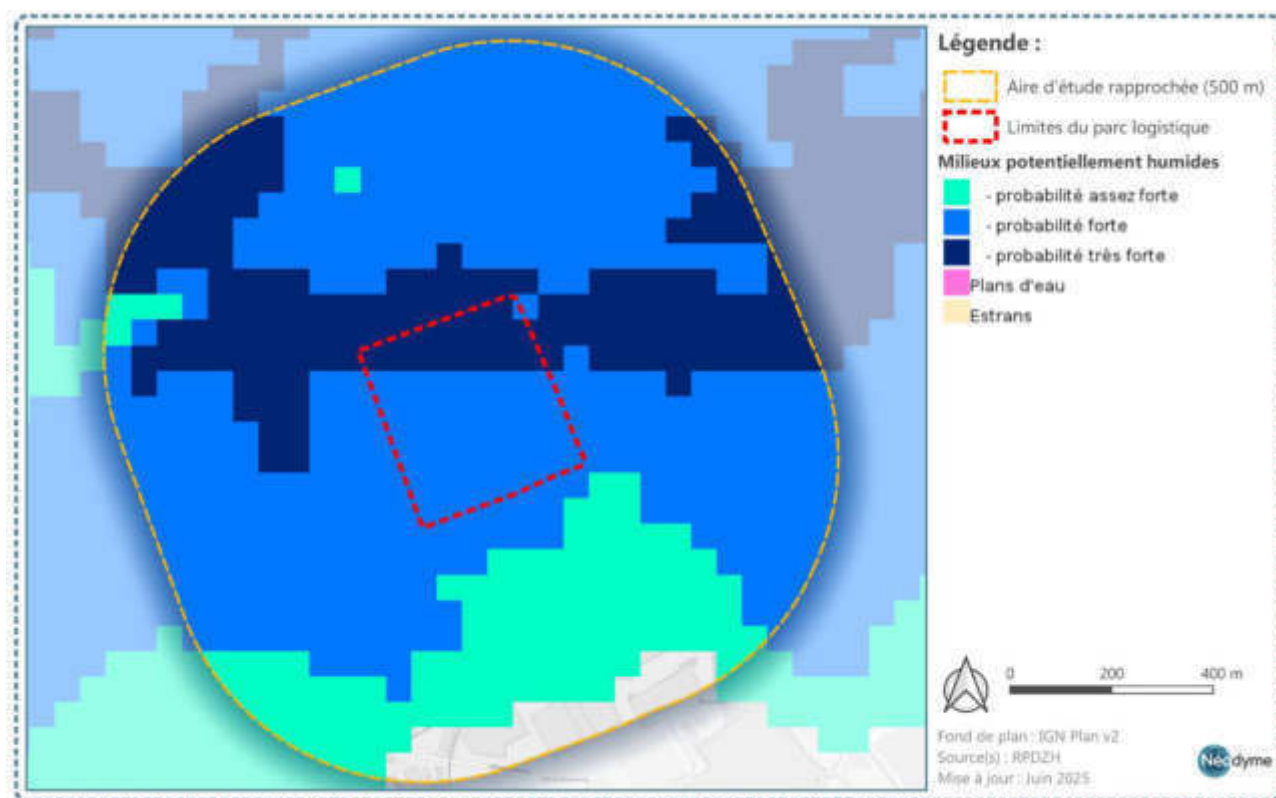 Légende :
Aire d'étude rapprochée (500 m)
Limites du parc logistique
Milieux potentiellement humides
- probabilité assez forte
- probabilité forte
- probabilité très forte
Plans d'eau
Estrans
0 200 400 m
Fond de plan : IGN Plan v2
Source(s) : RPDZH
Mise à jour : Juin 2025
Néodyme